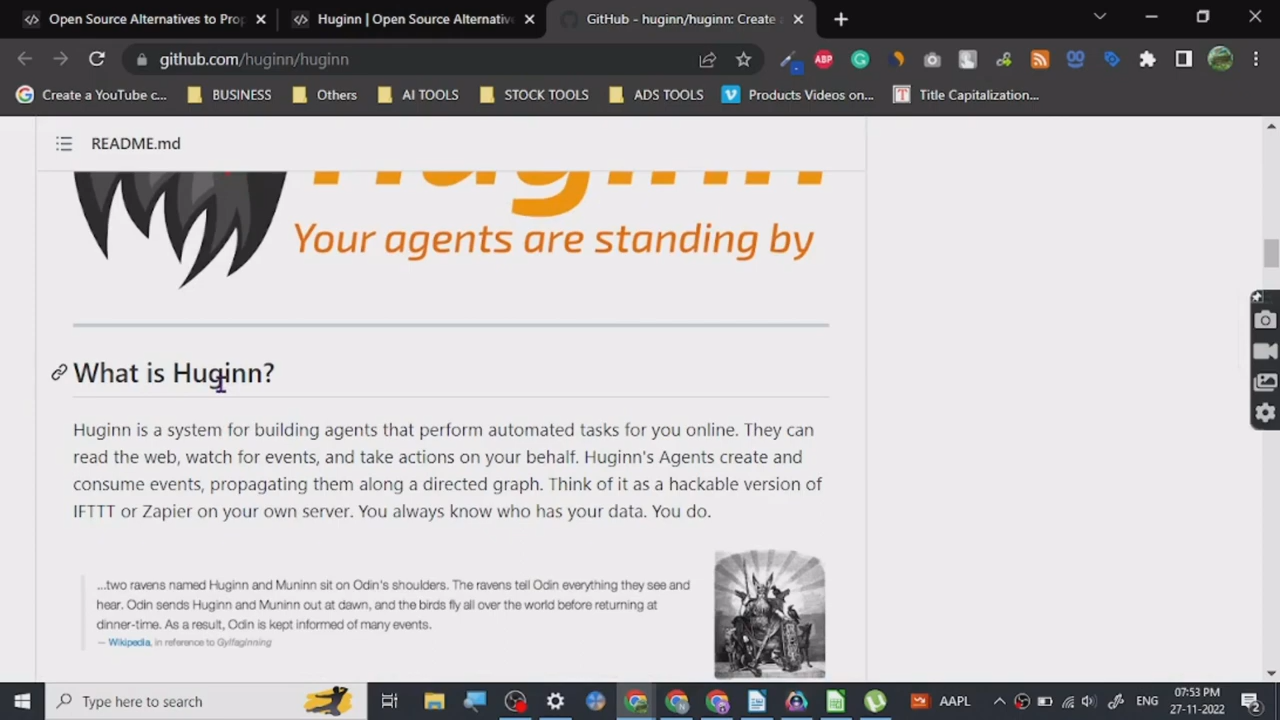 Open Source Alternatives to Prop
Huginn | Open Source Alternative
GitHub - huginn/huginn: Create
github.com/huginn/huginn
ABP
Create a YouTube c...
BUSINESS
Others
AI TOOLS
STOCK TOOLS
ADS TOOLS
Products Videos on...
Title Capitalization...
README.md
Huginn
Your agents are standing by
What is Huginn?
Huginn is a system for building agents that perform automated tasks for you online. They can
read the web, watch for events, and take actions on your behalf. Huginn's Agents create and
consume events, propagating them along a directed graph. Think of it as a hackable version of
IFTTT or Zapier on your own server. You always know who has your data. You do.
...two ravens named Huginn and Muninn sit on Odin's shoulders. The ravens tell Odin everything they see and
hear. Odin sends Huginn and Muninn out at dawn, and the birds fly all over the world before returning at
dinner-time. As a result, Odin is kept informed of many events.
— Wikipedia, in reference to Gylfaginning
Type here to search
AAPL
ENG
07:53 PM
27-11-2022
2